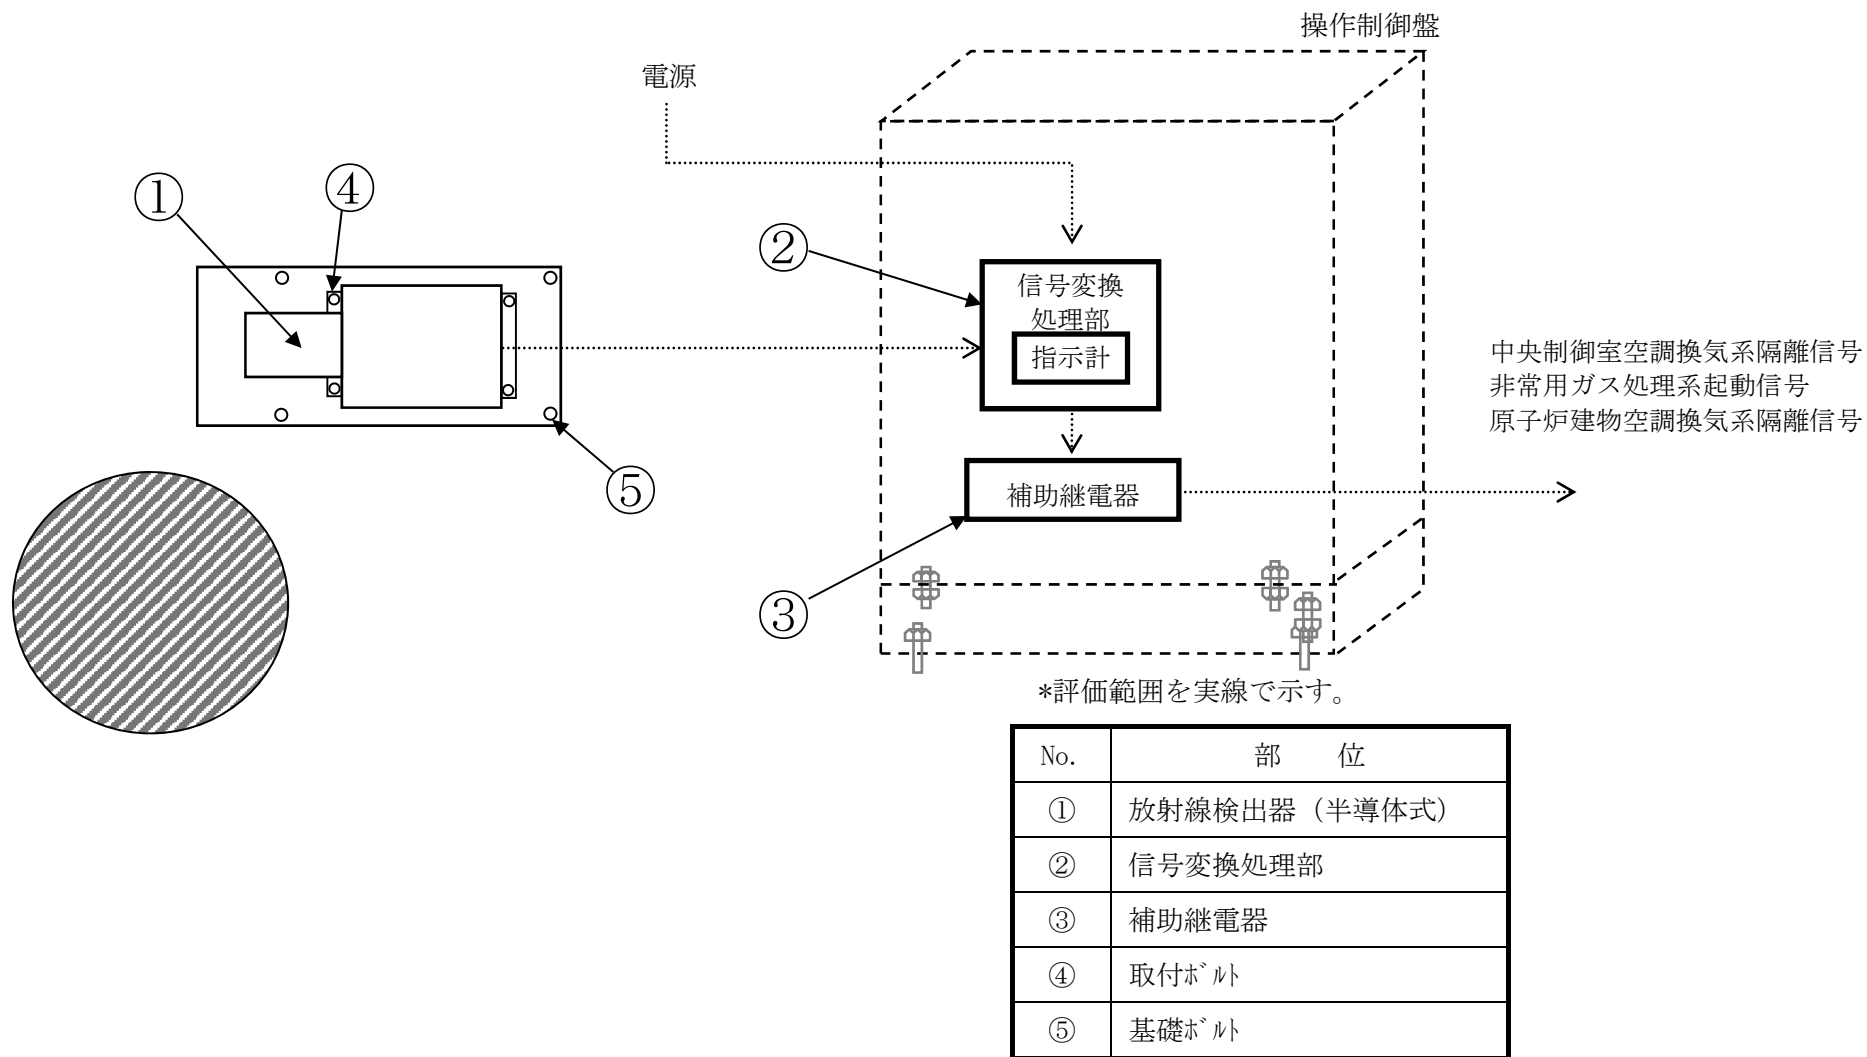 操作制御盤
電源
①
④
②
信号変換
処理部
指示計
中央制御室空調換気系隔離信号
非常用ガス処理系起動信号
原子炉建物空調換気系隔離信号
⑤
補助継電器
③
*評価範囲を実線で示す。
No. 部 位
① 放射線検出器（半導体式）
② 信号変換処理部
③ 補助継電器
④ 取付ﾎﾞﾙﾄ
⑤ 基礎ﾎﾞﾙﾄ